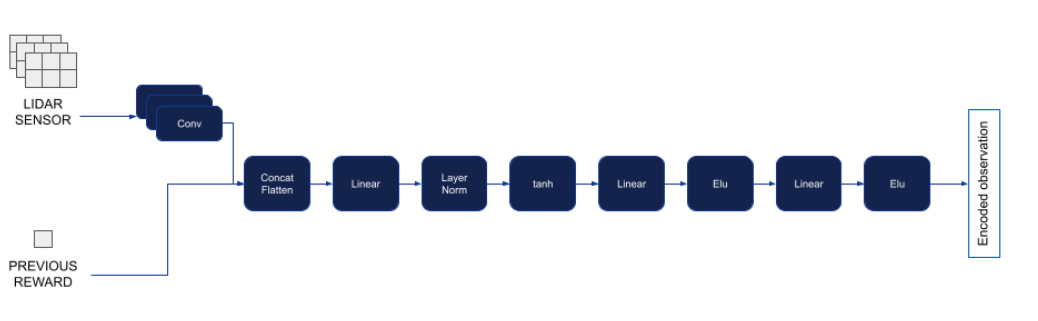 LIDAR
SENSOR
Conv
Concat
Flatten
Linear
Layer
Norm
tanh
Linear
Elu
Linear
Elu
Encoded observation
PREVIOUS
REWARD